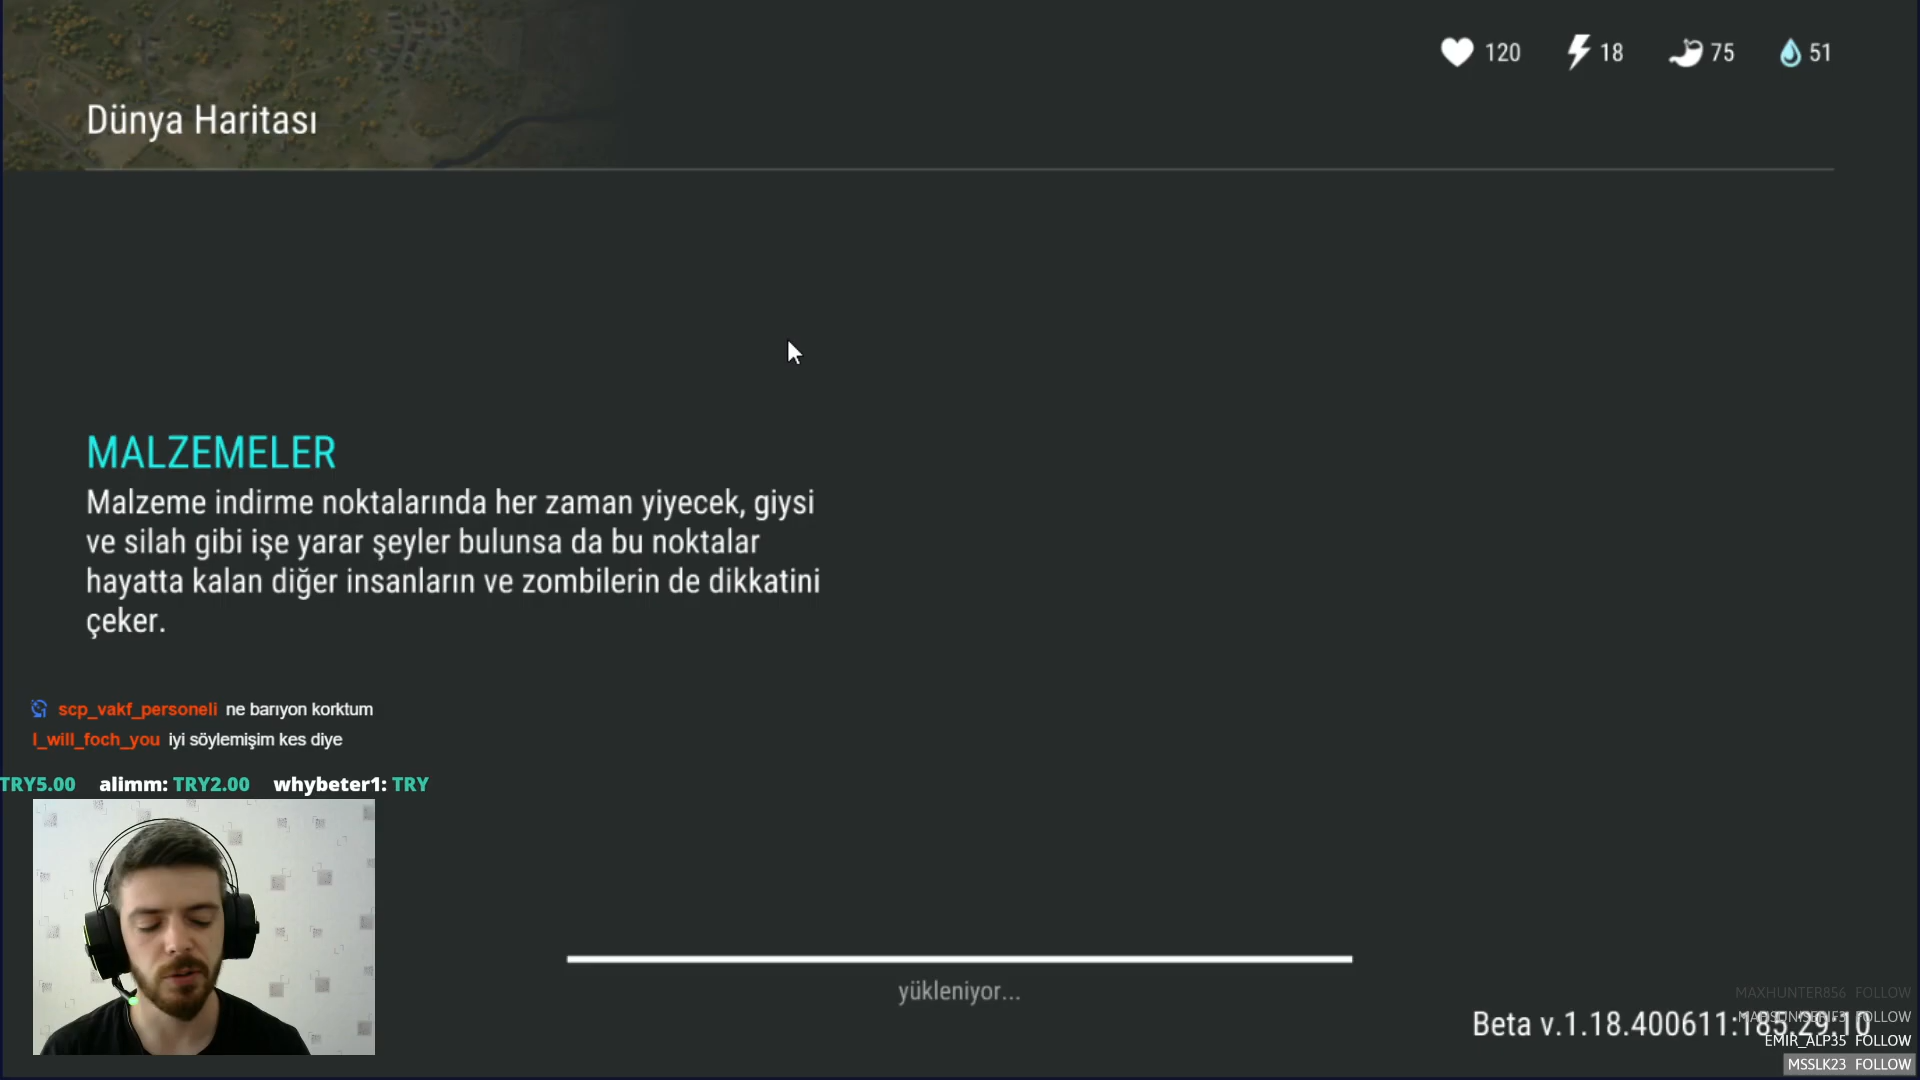 120 18 75 51
Dünya Haritası
MALZEMELER
Malzeme indirme noktalarında her zaman yiyecek, giysi
ve silah gibi işe yarar şeyler bulunsa da bu noktalar
hayatta kalan diğer insanların ve zombilerin de dikkatini
çeker.
scp_vakf_personeli ne barıyon korktum
I_will_foch_you iyi söylemişim kes diye
TRY5.00 alimm: TRY2.00 whybeter1: TRY
yükleniyor...
MAXHUNTER856 FOLLOW
FOLLOW
Beta v.1.18.400611:185.29.10
EMIR_ALP35 FOLLOW
MSSLK23 FOLLOW